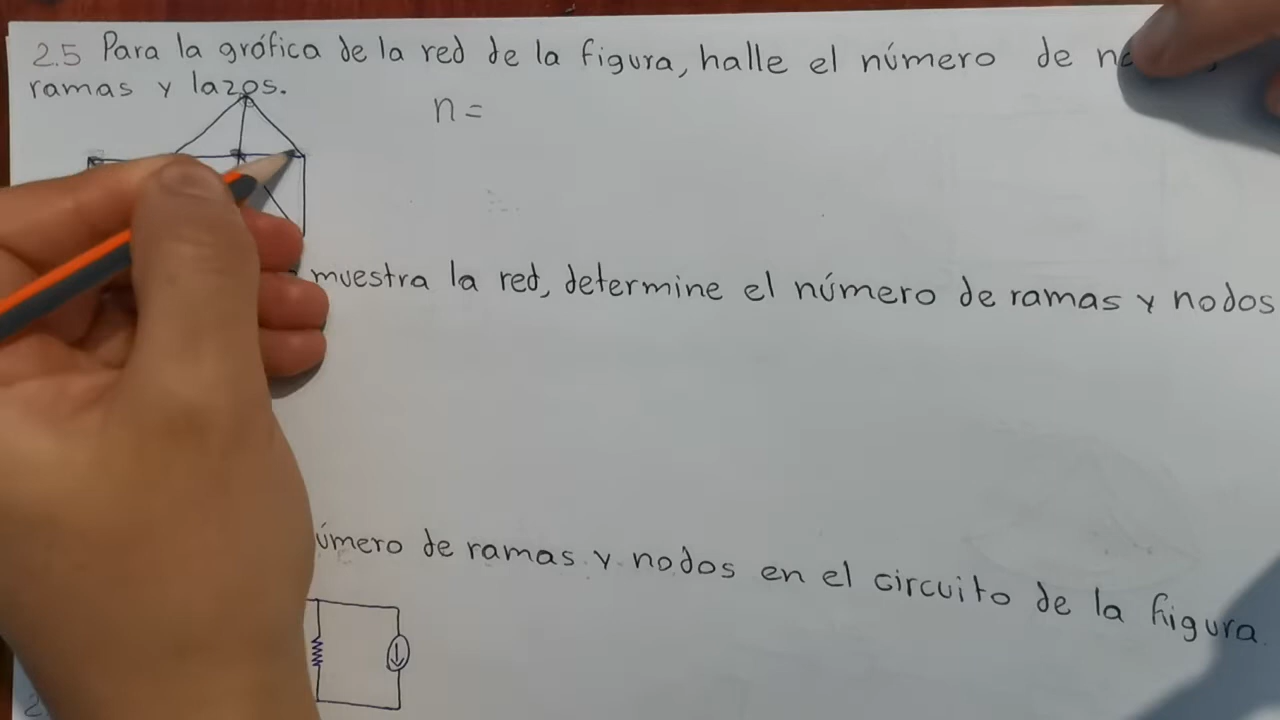 2.5 Para la gráfica de la red de la figura, halle el número de
ramas y lazos.
n =
muestra la red, determine el número de ramas y nodos
úmero de ramas y nodos en el circuito de la figura.
2